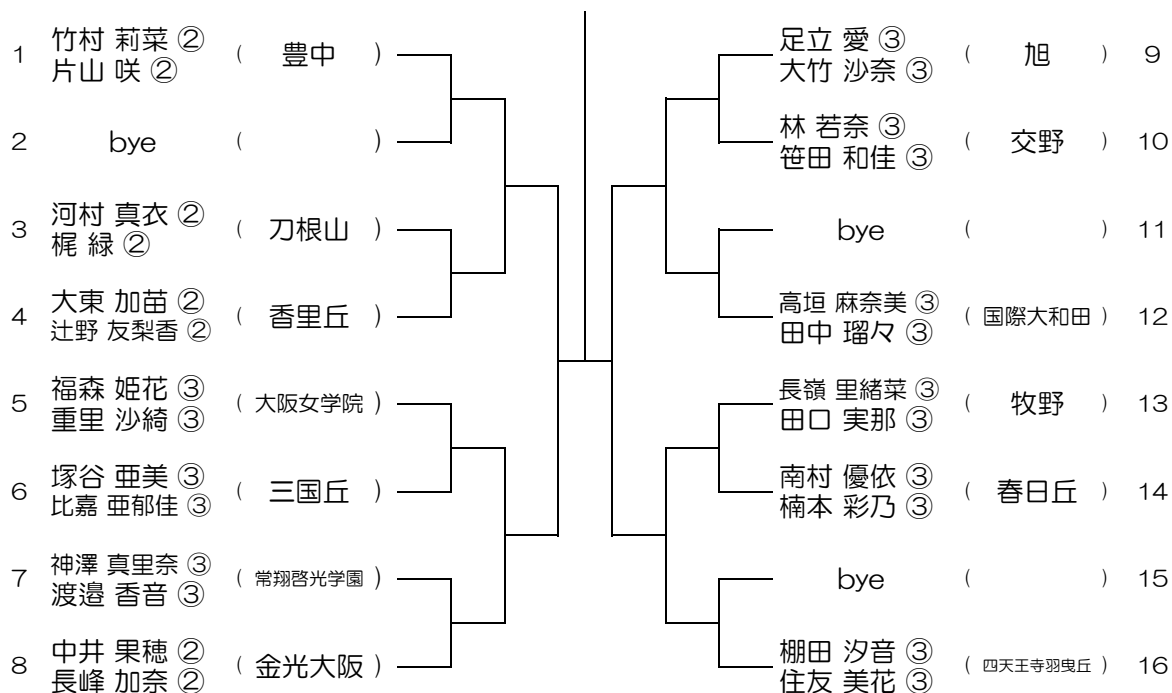 1 竹村 莉菜 ② 片山 咲 ② ( 豊中 )
2 bye ( )
3 河村 真衣 ② 梶 緑 ② ( 刀根山 )
4 大東 加苗 ② 辻野 友梨香 ② ( 香里丘 )
5 福森 姫花 ③ 重里 沙綺 ③ ( 大阪女学院 )
6 塚谷 亜美 ③ 比嘉 亜郁佳 ③ ( 三国丘 )
7 神澤 真里奈 ③ 渡邉 香音 ③ ( 常翔啓光学園 )
8 中井 果穂 ② 長峰 加奈 ② ( 金光大阪 )
足立 愛 ③ 大竹 沙奈 ③ ( 旭 ) 9
林 若奈 ③ 笹田 和佳 ③ ( 交野 ) 10
bye ( ) 11
高垣 麻奈美 ③ 田中 瑠々 ③ ( 国際大和田 ) 12
長嶺 里緒菜 ③ 田口 実那 ③ ( 牧野 ) 13
南村 優依 ③ 楠本 彩乃 ③ ( 春日丘 ) 14
bye ( ) 15
棚田 汐音 ③ 住友 美花 ③ ( 四天王寺羽曳丘 ) 16